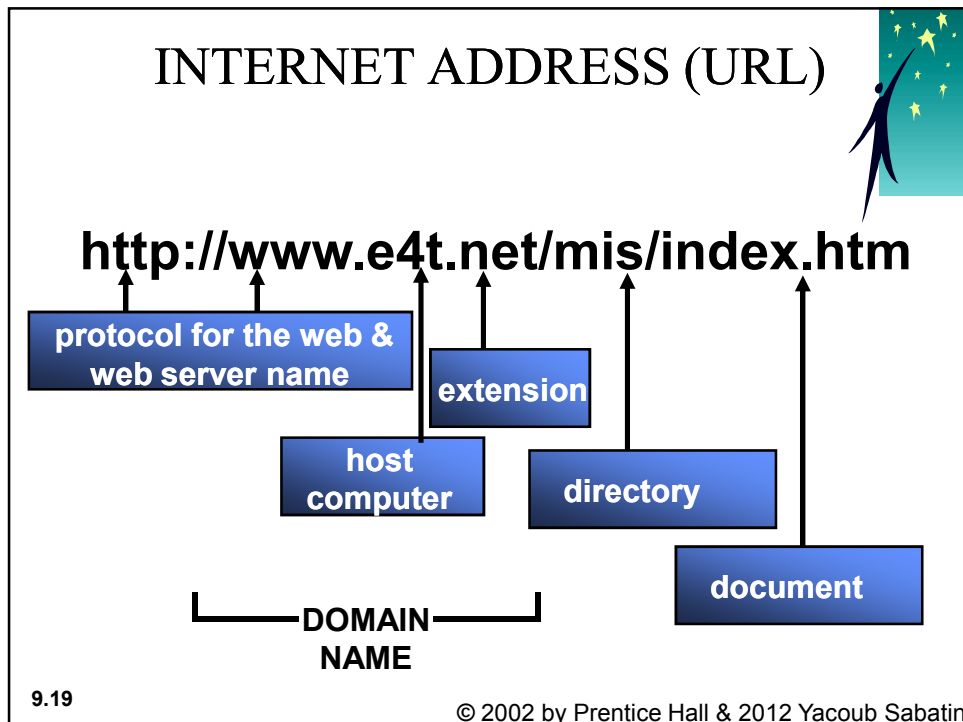 INTERNET ADDRESS (URL)
http://www.e4t.net/mis/index.htm
protocol for the web &
web server name
extension
host
computer
directory
document
DOMAIN
NAME
9.19
© 2002 by Prentice Hall & 2012 Yacoub Sabatin